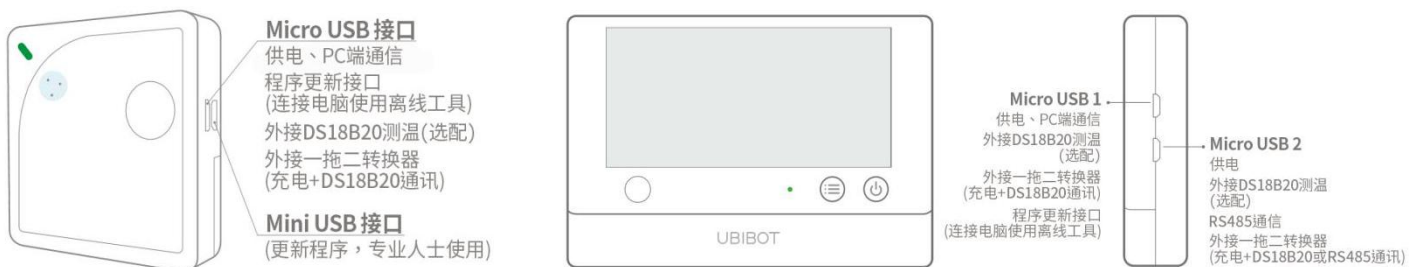 Micro USB 接口
供电、PC端通信
程序更新接口
(连接电脑使用离线工具)
外接DS18B20测温(选配)
外接一拖二转换器
(充电+DS18B20通讯)
Mini USB 接口
(更新程序，专业人士使用)
UBIBOT
Micro USB 1
供电、PC端通信
外接DS18B20测温
(选配)
外接一拖二转换器
(充电+DS18B20通讯)
程序更新接口
(连接电脑使用离线工具)
Micro USB 2
供电
外接DS18B20测温
(选配)
RS485通信
外接一拖二转换器
(充电+DS18B20或RS485通讯)